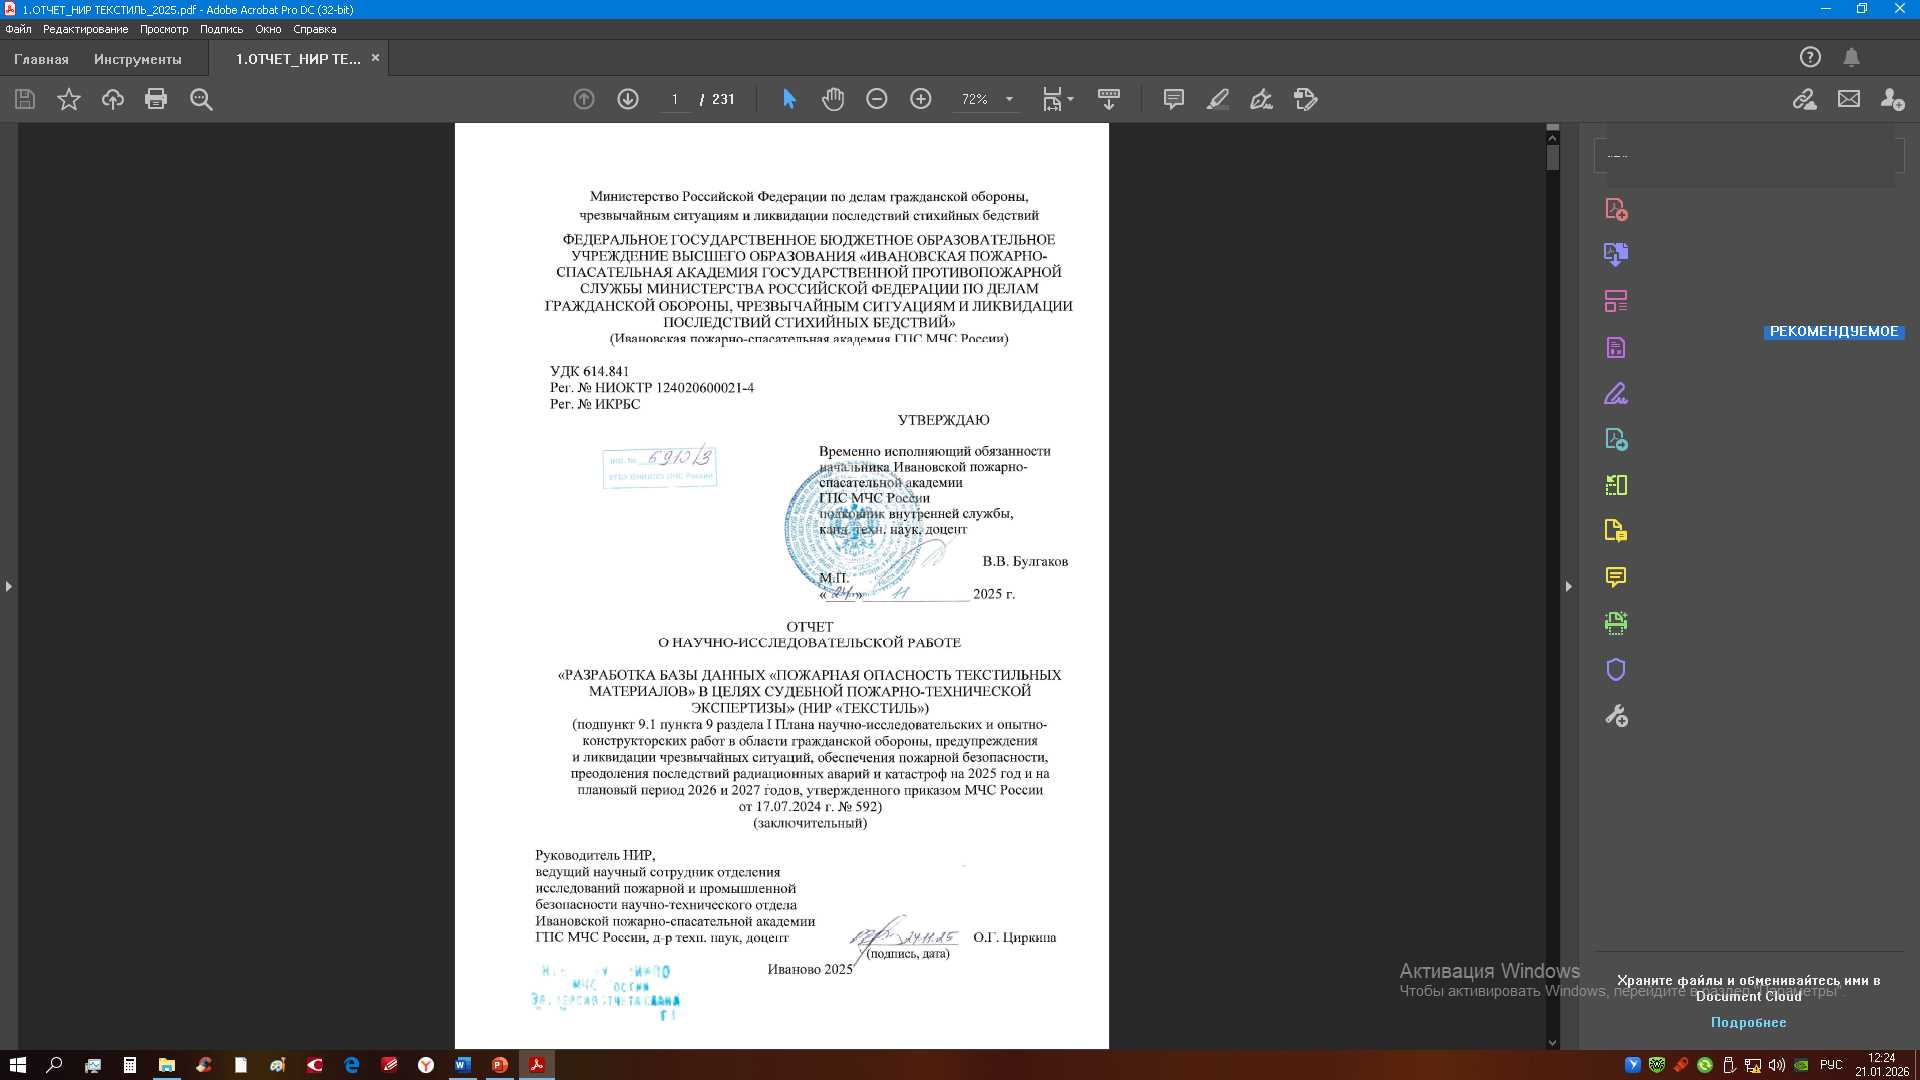 1.ОТЧЕТ_НИР ТЕКСТИЛЬ_2025.pdf - Adobe Acrobat Pro DC (32-bit)
Файл Редактирование Просмотр Подпись Окно Справка
Главная Инструменты 1.ОТЧЕТ_НИР ТЕ... ×
1 / 231 72%
Министерство Российской Федерации по делам гражданской обороны,
чрезвычайным ситуациям и ликвидации последствий стихийных бедствий
ФЕДЕРАЛЬНОЕ ГОСУДАРСТВЕННОЕ БЮДЖЕТНОЕ ОБРАЗОВАТЕЛЬНОЕ
УЧРЕЖДЕНИЕ ВЫСШЕГО ОБРАЗОВАНИЯ «ИВАНОВСКАЯ ПОЖАРНО-
СПАСАТЕЛЬНАЯ АКАДЕМИЯ ГОСУДАРСТВЕННОЙ ПРОТИВОПОЖАРНОЙ
СЛУЖБЫ МИНИСТЕРСТВА РОССИЙСКОЙ ФЕДЕРАЦИИ ПО ДЕЛАМ
ГРАЖДАНСКОЙ ОБОРОНЫ, ЧРЕЗВЫЧАЙНЫМ СИТУАЦИЯМ И ЛИКВИДАЦИИ
ПОСЛЕДСТВИЙ СТИХИЙНЫХ БЕДСТВИЙ»
(Ивановская пожарно-спасательная академия ГПС МЧС России)
УДК 614.841
Рег. № НИОКТР 124020600021-4
Рег. № ИКРБС
УТВЕРЖДАЮ
Временно исполняющий обязанности
начальника Ивановской пожарно-
спасательной академии
ГПС МЧС России
полковник внутренней службы,
канд. техн. наук, доцент
В.В. Булгаков
М.П.
«24» 11 2025 г.
ОТЧЕТ
О НАУЧНО-ИССЛЕДОВАТЕЛЬСКОЙ РАБОТЕ
«РАЗРАБОТКА БАЗЫ ДАННЫХ «ПОЖАРНАЯ ОПАСНОСТЬ ТЕКСТИЛЬНЫХ
МАТЕРИАЛОВ» В ЦЕЛЯХ СУДЕБНОЙ ПОЖАРНО-ТЕХНИЧЕСКОЙ
ЭКСПЕРТИЗЫ» (НИР «ТЕКСТИЛЬ»)
(подпункт 9.1 пункта 9 раздела I Плана научно-исследовательских и опытно-
конструкторских работ в области гражданской обороны, предупреждения
и ликвидации чрезвычайных ситуаций, обеспечения пожарной безопасности,
преодоления последствий радиационных аварий и катастроф на 2025 год и на
плановый период 2026 и 2027 годов, утвержденного приказом МЧС России
от 17.07.2024 г. № 592)
(заключительный)
Руководитель НИР,
ведущий научный сотрудник отделения
исследований пожарной и промышленной
безопасности научно-технического отдела
Ивановской пожарно-спасательной академии
ГПС МЧС России, д-р техн. наук, доцент
24.11.25 О.Г. Циркина
(подпись, дата)
Иваново 2025
РЕКОМЕНДУЕМОЕ
Активация Windows
Чтобы активировать Windows, перейдите в раздел "Параметры".
Храните файлы и обменивайтесь ими в
Document Cloud
Подробнее
РУС
12:24
21.01.2026